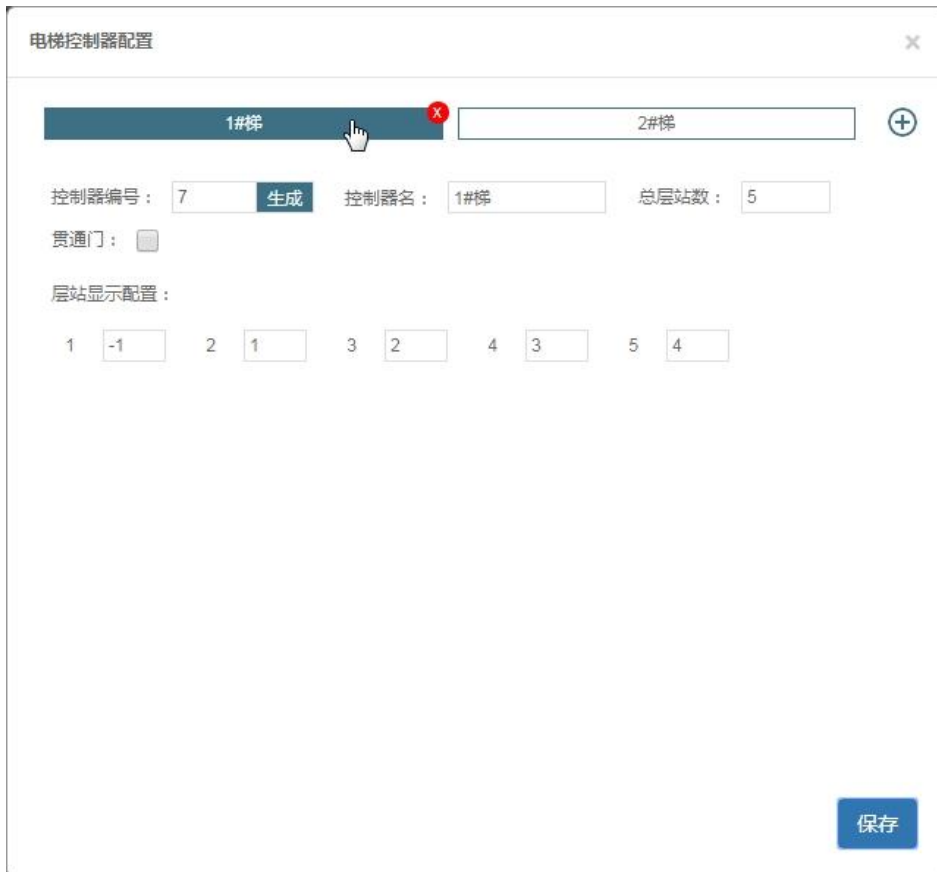 电梯控制器配置 ×
1#梯 X 2#梯
控制器编号： 7 生成 控制器名： 1#梯 总层站数： 5
贯通门：
层站显示配置：
1 -1 2 1 3 2 4 3 5 4
保存